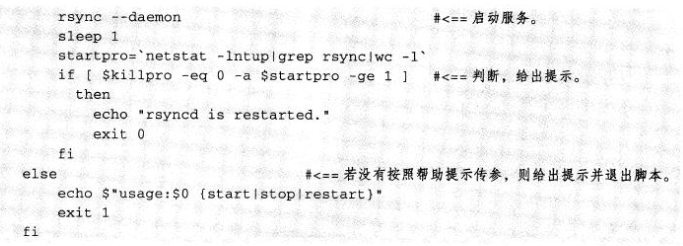 rsync --daemon #<== 启动服务。
sleep 1
startpro=`netstat -lntup|grep rsync|wc -l`
if [ $killpro -eq 0 -a $startpro -ge 1 ] #<== 判断，给出提示。
then
echo "rsyncd is restarted."
exit 0
fi
else #<== 若没有按照帮助提示传参，则给出提示并退出脚本。
echo $"usage:$0 {start|stop|restart}"
exit 1
fi